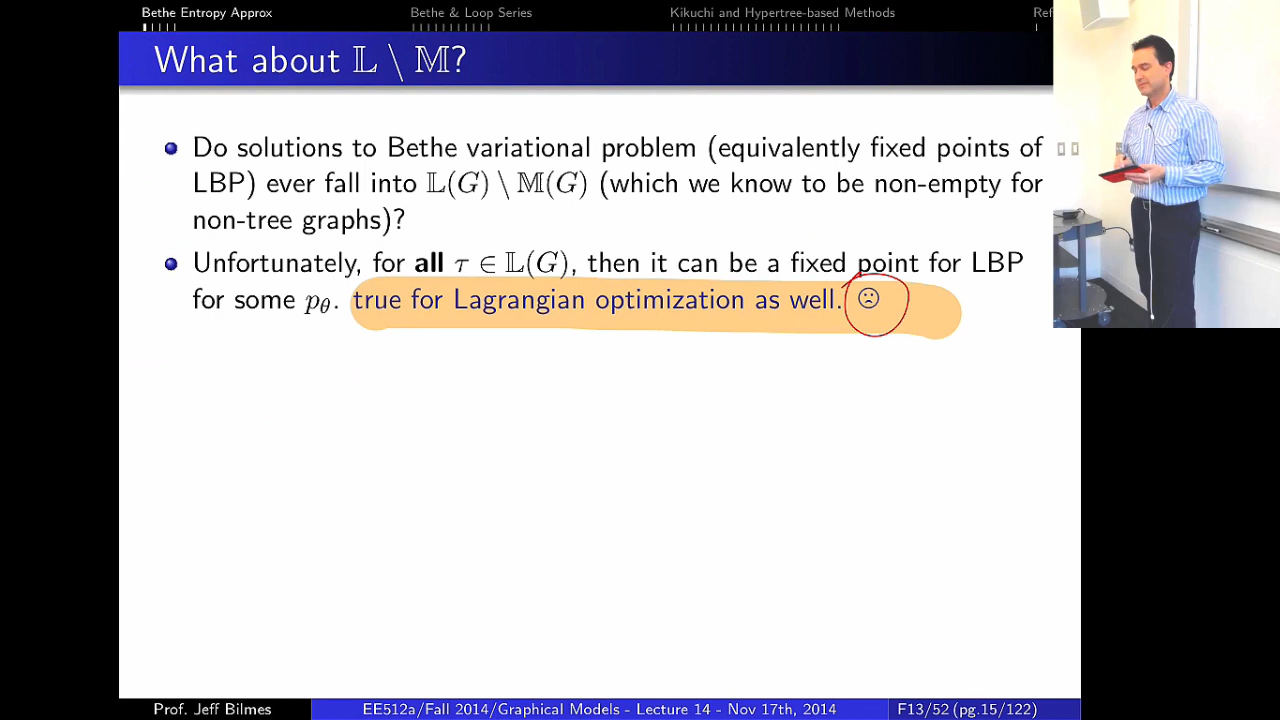 Bethe Entropy Approx Bethe & Loop Series Kikuchi and Hypertree-based Methods Ref
What about 𝕃 \ 𝕄?
Do solutions to Bethe variational problem (equivalently fixed points of
LBP) ever fall into 𝕃(G) \ 𝕄(G) (which we know to be non-empty for
non-tree graphs)?
Unfortunately, for all τ ∈ 𝕃(G), then it can be a fixed point for LBP
for some pθ. true for Lagrangian optimization as well. ☹
Prof. Jeff Bilmes EE512a/Fall 2014/Graphical Models - Lecture 14 - Nov 17th, 2014 F13/52 (pg.15/122)